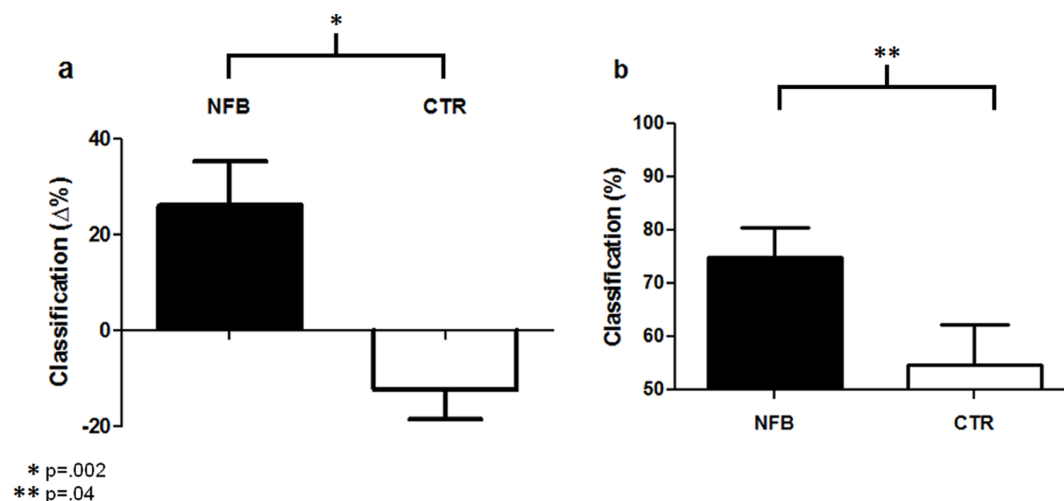 *
a
NFB CTR
40
20
0
-20
Classification (Δ%)
**
b
100
90
80
70
60
50
Classification (%)
NFB CTR
* p=.002
** p=.04